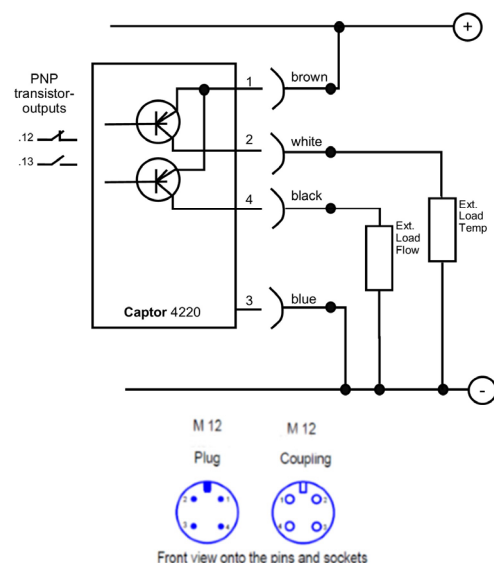 +
PNP
transistor-
outputs
.12
.13
1 brown
2 white
4 black
Ext.
Load
Flow
Ext.
Load
Temp
3 blue
Captor 4220
-
M 12
Plug
M 12
Coupling
2 1
3 4
1 2
4 3
Front view onto the pins and sockets